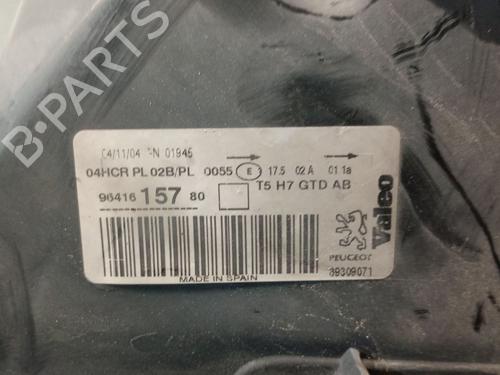 B-PARTS
04/11/04 -N 01945
04HCR PL 02B/PL 0055 E 17.5 02 A 01 1a
96416 157 80 T5 H7 GTD AB
Valeo
PEUGEOT
89309071
MADE IN SPAIN